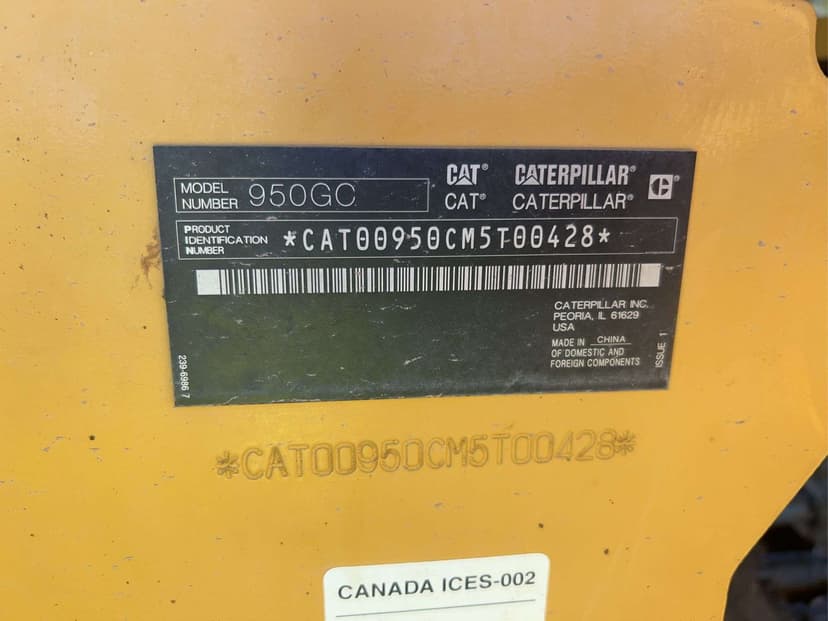 CAT® CATERPILLAR®
MODEL NUMBER 950GC
CAT® CATERPILLAR® C®
PRODUCT IDENTIFICATION NUMBER *CAT00950CM5T00428*
CATERPILLAR INC.
PEORIA, IL 61629
USA
MADE IN CHINA
OF DOMESTIC AND
FOREIGN COMPONENTS
ISSUE 1
239-6986 7
*CAT00950CM5T00428*
CANADA ICES-002